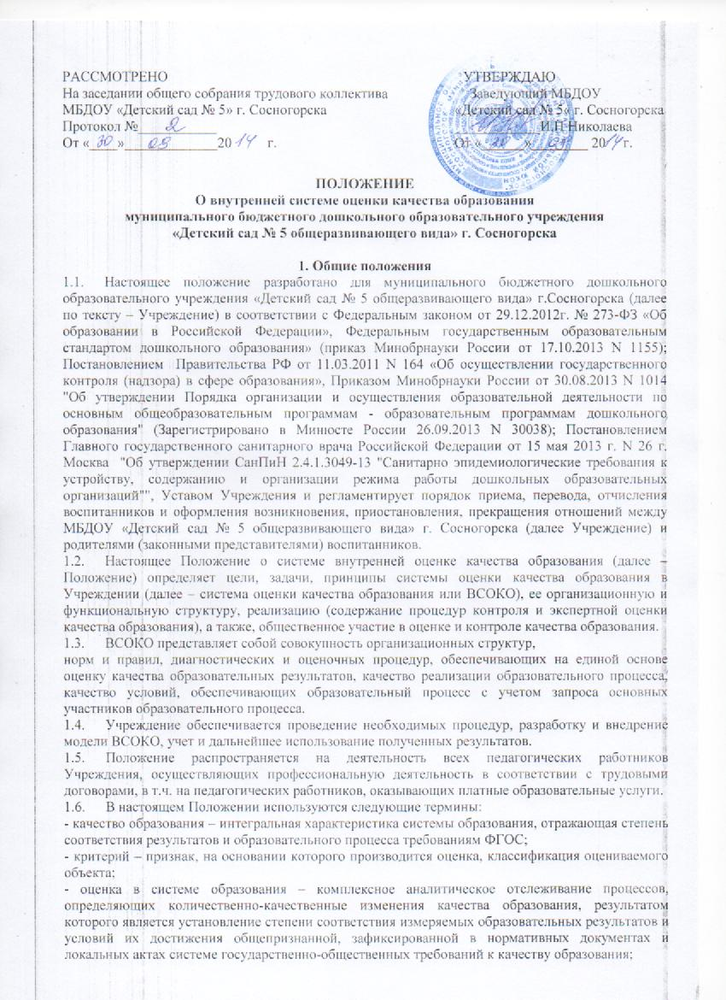 РАССМОТРЕНО
На заседании общего собрания трудового коллектива
МБДОУ «Детский сад № 5» г. Сосногорска
Протокол № 2
От «30» 09 2014 г.
УТВЕРЖДАЮ
Заведующий МБДОУ
«Детский сад № 5« г. Сосногорска
И.П Николаева
От « » 2014 г.
ПОЛОЖЕНИЕ
О внутренней системе оценки качества образования
муниципального бюджетного дошкольного образовательного учреждения
«Детский сад № 5 общеразвивающего вида» г. Сосногорска
1. Общие положения
1.1. Настоящее положение разработано для муниципального бюджетного дошкольного
образовательного учреждения «Детский сад № 5 общеразвивающего вида» г.Сосногорска (далее
по тексту – Учреждение) в соответствии с Федеральным законом от 29.12.2012г. № 273-ФЗ «Об
образовании в Российской Федерации», Федеральным государственным образовательным
стандартом дошкольного образования» (приказ Минобрнауки России от 17.10.2013 N 1155);
Постановлением Правительства РФ от 11.03.2011 N 164 «Об осуществлении государственного
контроля (надзора) в сфере образования», Приказом Минобрнауки России от 30.08.2013 N 1014
"Об утверждении Порядка организации и осуществления образовательной деятельности по
основным общеобразовательным программам - образовательным программам дошкольного
образования" (Зарегистрировано в Минюсте России 26.09.2013 N 30038); Постановлением
Главного государственного санитарного врача Российской Федерации от 15 мая 2013 г. N 26 г.
Москва "Об утверждении СанПиН 2.4.1.3049-13 "Санитарно эпидемиологические требования к
устройству, содержанию и организации режима работы дошкольных образовательных
организаций"", Уставом Учреждения и регламентирует порядок приема, перевода, отчисления
воспитанников и оформления возникновения, приостановления, прекращения отношений между
МБДОУ «Детский сад № 5 общеразвивающего вида» г. Сосногорска (далее Учреждение) и
родителями (законными представителями) воспитанников.
1.2. Настоящее Положение о системе внутренней оценке качества образования (далее –
Положение) определяет цели, задачи, принципы системы оценки качества образования в
Учреждении (далее – система оценки качества образования или ВСОКО), ее организационную и
функциональную структуру, реализацию (содержание процедур контроля и экспертной оценки
качества образования), а также, общественное участие в оценке и контроле качества образования.
1.3. ВСОКО представляет собой совокупность организационных структур,
норм и правил, диагностических и оценочных процедур, обеспечивающих на единой основе
оценку качества образовательных результатов, качество реализации образовательного процесса,
качество условий, обеспечивающих образовательный процесс с учетом запроса основных
участников образовательного процесса.
1.4. Учреждение обеспечивается проведение необходимых процедур, разработку и внедрение
модели ВСОКО, учет и дальнейшее использование полученных результатов.
1.5. Положение распространяется на деятельность всех педагогических работников
Учреждения, осуществляющих профессиональную деятельность в соответствии с трудовыми
договорами, в т.ч. на педагогических работников, оказывающих платные образовательные услуги.
1.6. В настоящем Положении используются следующие термины:
- качество образования – интегральная характеристика системы образования, отражающая степень
соответствия результатов и образовательного процесса требованиям ФГОС;
- критерий – признак, на основании которого производится оценка, классификация оцениваемого
объекта;
- оценка в системе образования – комплексное аналитическое отслеживание процессов,
определяющих количественно-качественные изменения качества образования, результатом
которого является установление степени соответствия измеряемых образовательных результатов и
условий их достижения общепризнанной, зафиксированной в нормативных документах и
локальных актах системе государственно-общественных требований к качеству образования;